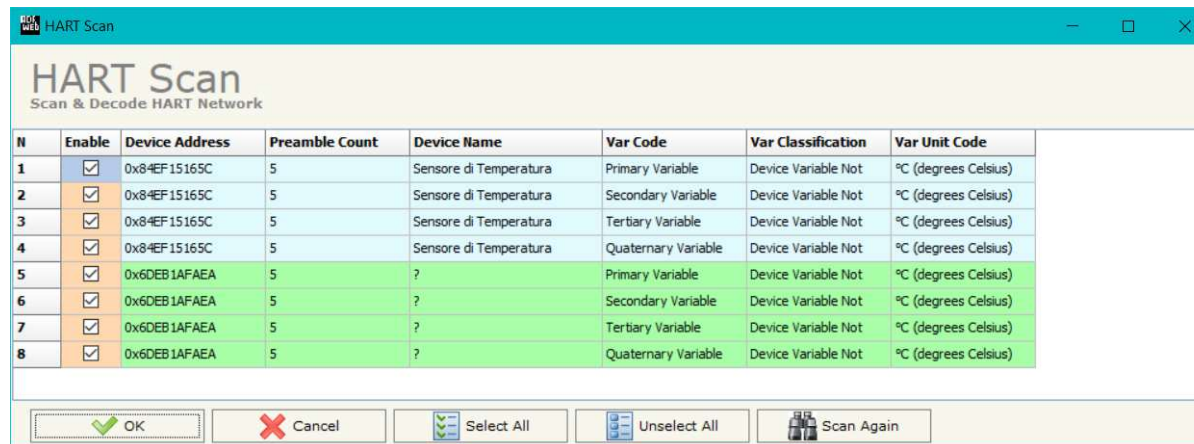 HART Scan
HART Scan
Scan & Decode HART Network
N Enable Device Address Preamble Count Device Name Var Code Var Classification Var Unit Code
1 0x84EF15165C 5 Sensore di Temperatura Primary Variable Device Variable Not °C (degrees Celsius)
2 0x84EF15165C 5 Sensore di Temperatura Secondary Variable Device Variable Not °C (degrees Celsius)
3 0x84EF15165C 5 Sensore di Temperatura Tertiary Variable Device Variable Not °C (degrees Celsius)
4 0x84EF15165C 5 Sensore di Temperatura Quaternary Variable Device Variable Not °C (degrees Celsius)
5 0x6DEB1AFAEA 5 ? Primary Variable Device Variable Not °C (degrees Celsius)
6 0x6DEB1AFAEA 5 ? Secondary Variable Device Variable Not °C (degrees Celsius)
7 0x6DEB1AFAEA 5 ? Tertiary Variable Device Variable Not °C (degrees Celsius)
8 0x6DEB1AFAEA 5 ? Quaternary Variable Device Variable Not °C (degrees Celsius)
OK Cancel Select All Unselect All Scan Again